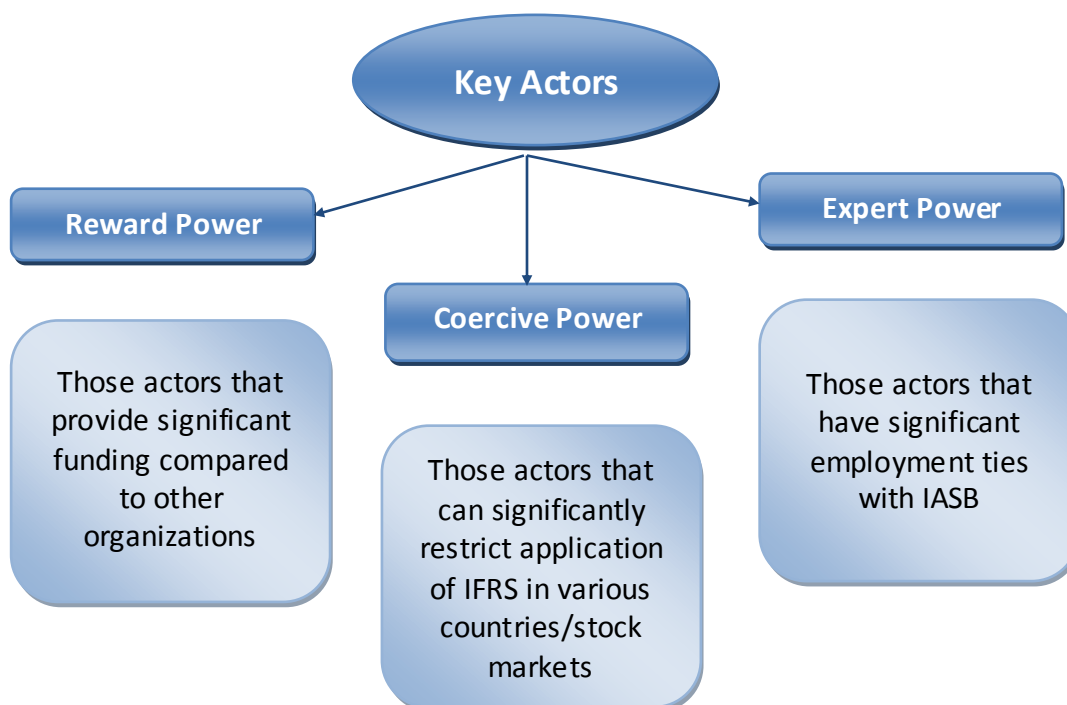 Key Actors
Reward Power
Expert Power
Coercive Power
Those actors that
provide significant
funding compared
to other
organizations
Those actors that
can significantly
restrict application
of IFRS in various
countries/stock
markets
Those actors that
have significant
employment ties
with IASB